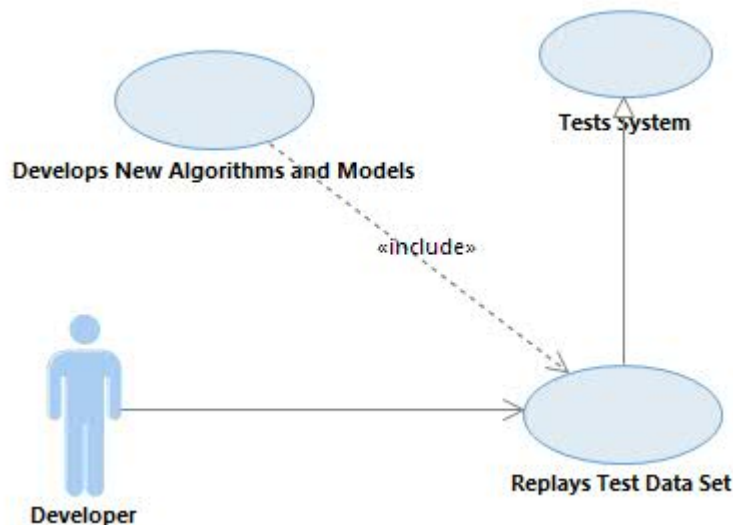 Tests System
Develops New Algorithms and Models
«include»
Replays Test Data Set
Developer